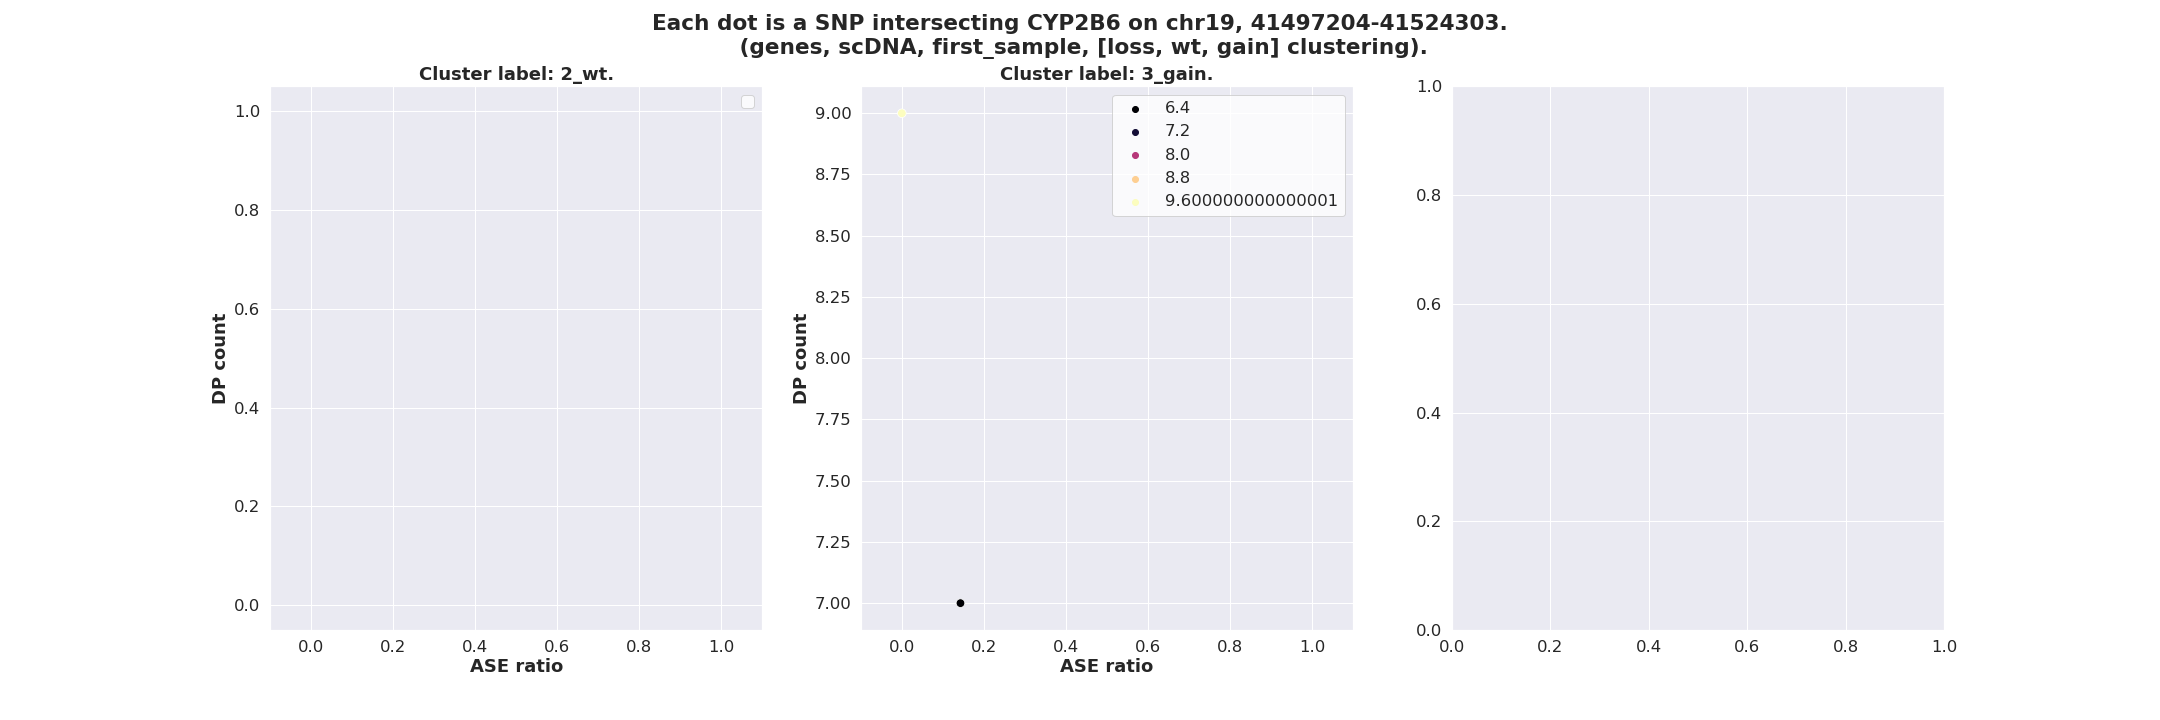 Each dot is a SNP intersecting CYP2B6 on chr19, 41497204-41524303.
(genes, scDNA, first_sample, [loss, wt, gain] clustering).
Cluster label: 2_wt.
DP count
1.0
0.8
0.6
0.4
0.2
0.0
0.0 0.2 0.4 0.6 0.8 1.0
ASE ratio
Cluster label: 3_gain.
DP count
9.00
8.75
8.50
8.25
8.00
7.75
7.50
7.25
7.00
6.4
7.2
8.0
8.8
9.600000000000001
0.0 0.2 0.4 0.6 0.8 1.0
ASE ratio
1.0
0.8
0.6
0.4
0.2
0.0
0.0 0.2 0.4 0.6 0.8 1.0